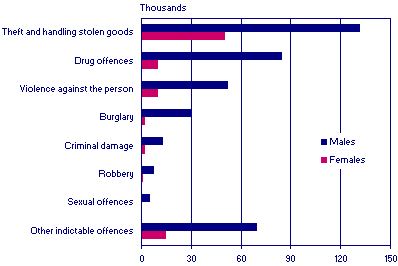 Thousands
Theft and handling stolen goods
Drug offences
Violence against the person
Burglary
Criminal damage
Robbery
Sexual offences
Other indictable offences
Males
Females
0 30 60 90 120 150